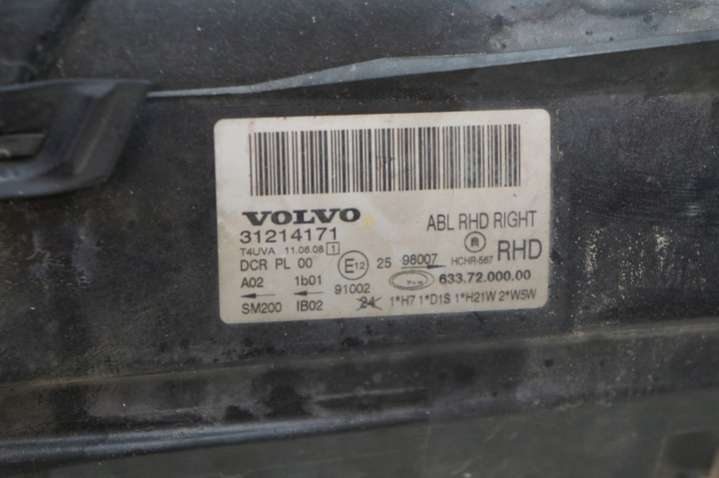 VOLVO
ABL RHD RIGHT
31214171
T4UVA 11.06.08 1
HCHR-567 RHD
DCR PL 00 E12 25 98007
A02 1b01 91002 633.72.000.00
SM200 IB02 24 1*H7 1*D1S 1*H21W 2*W5W